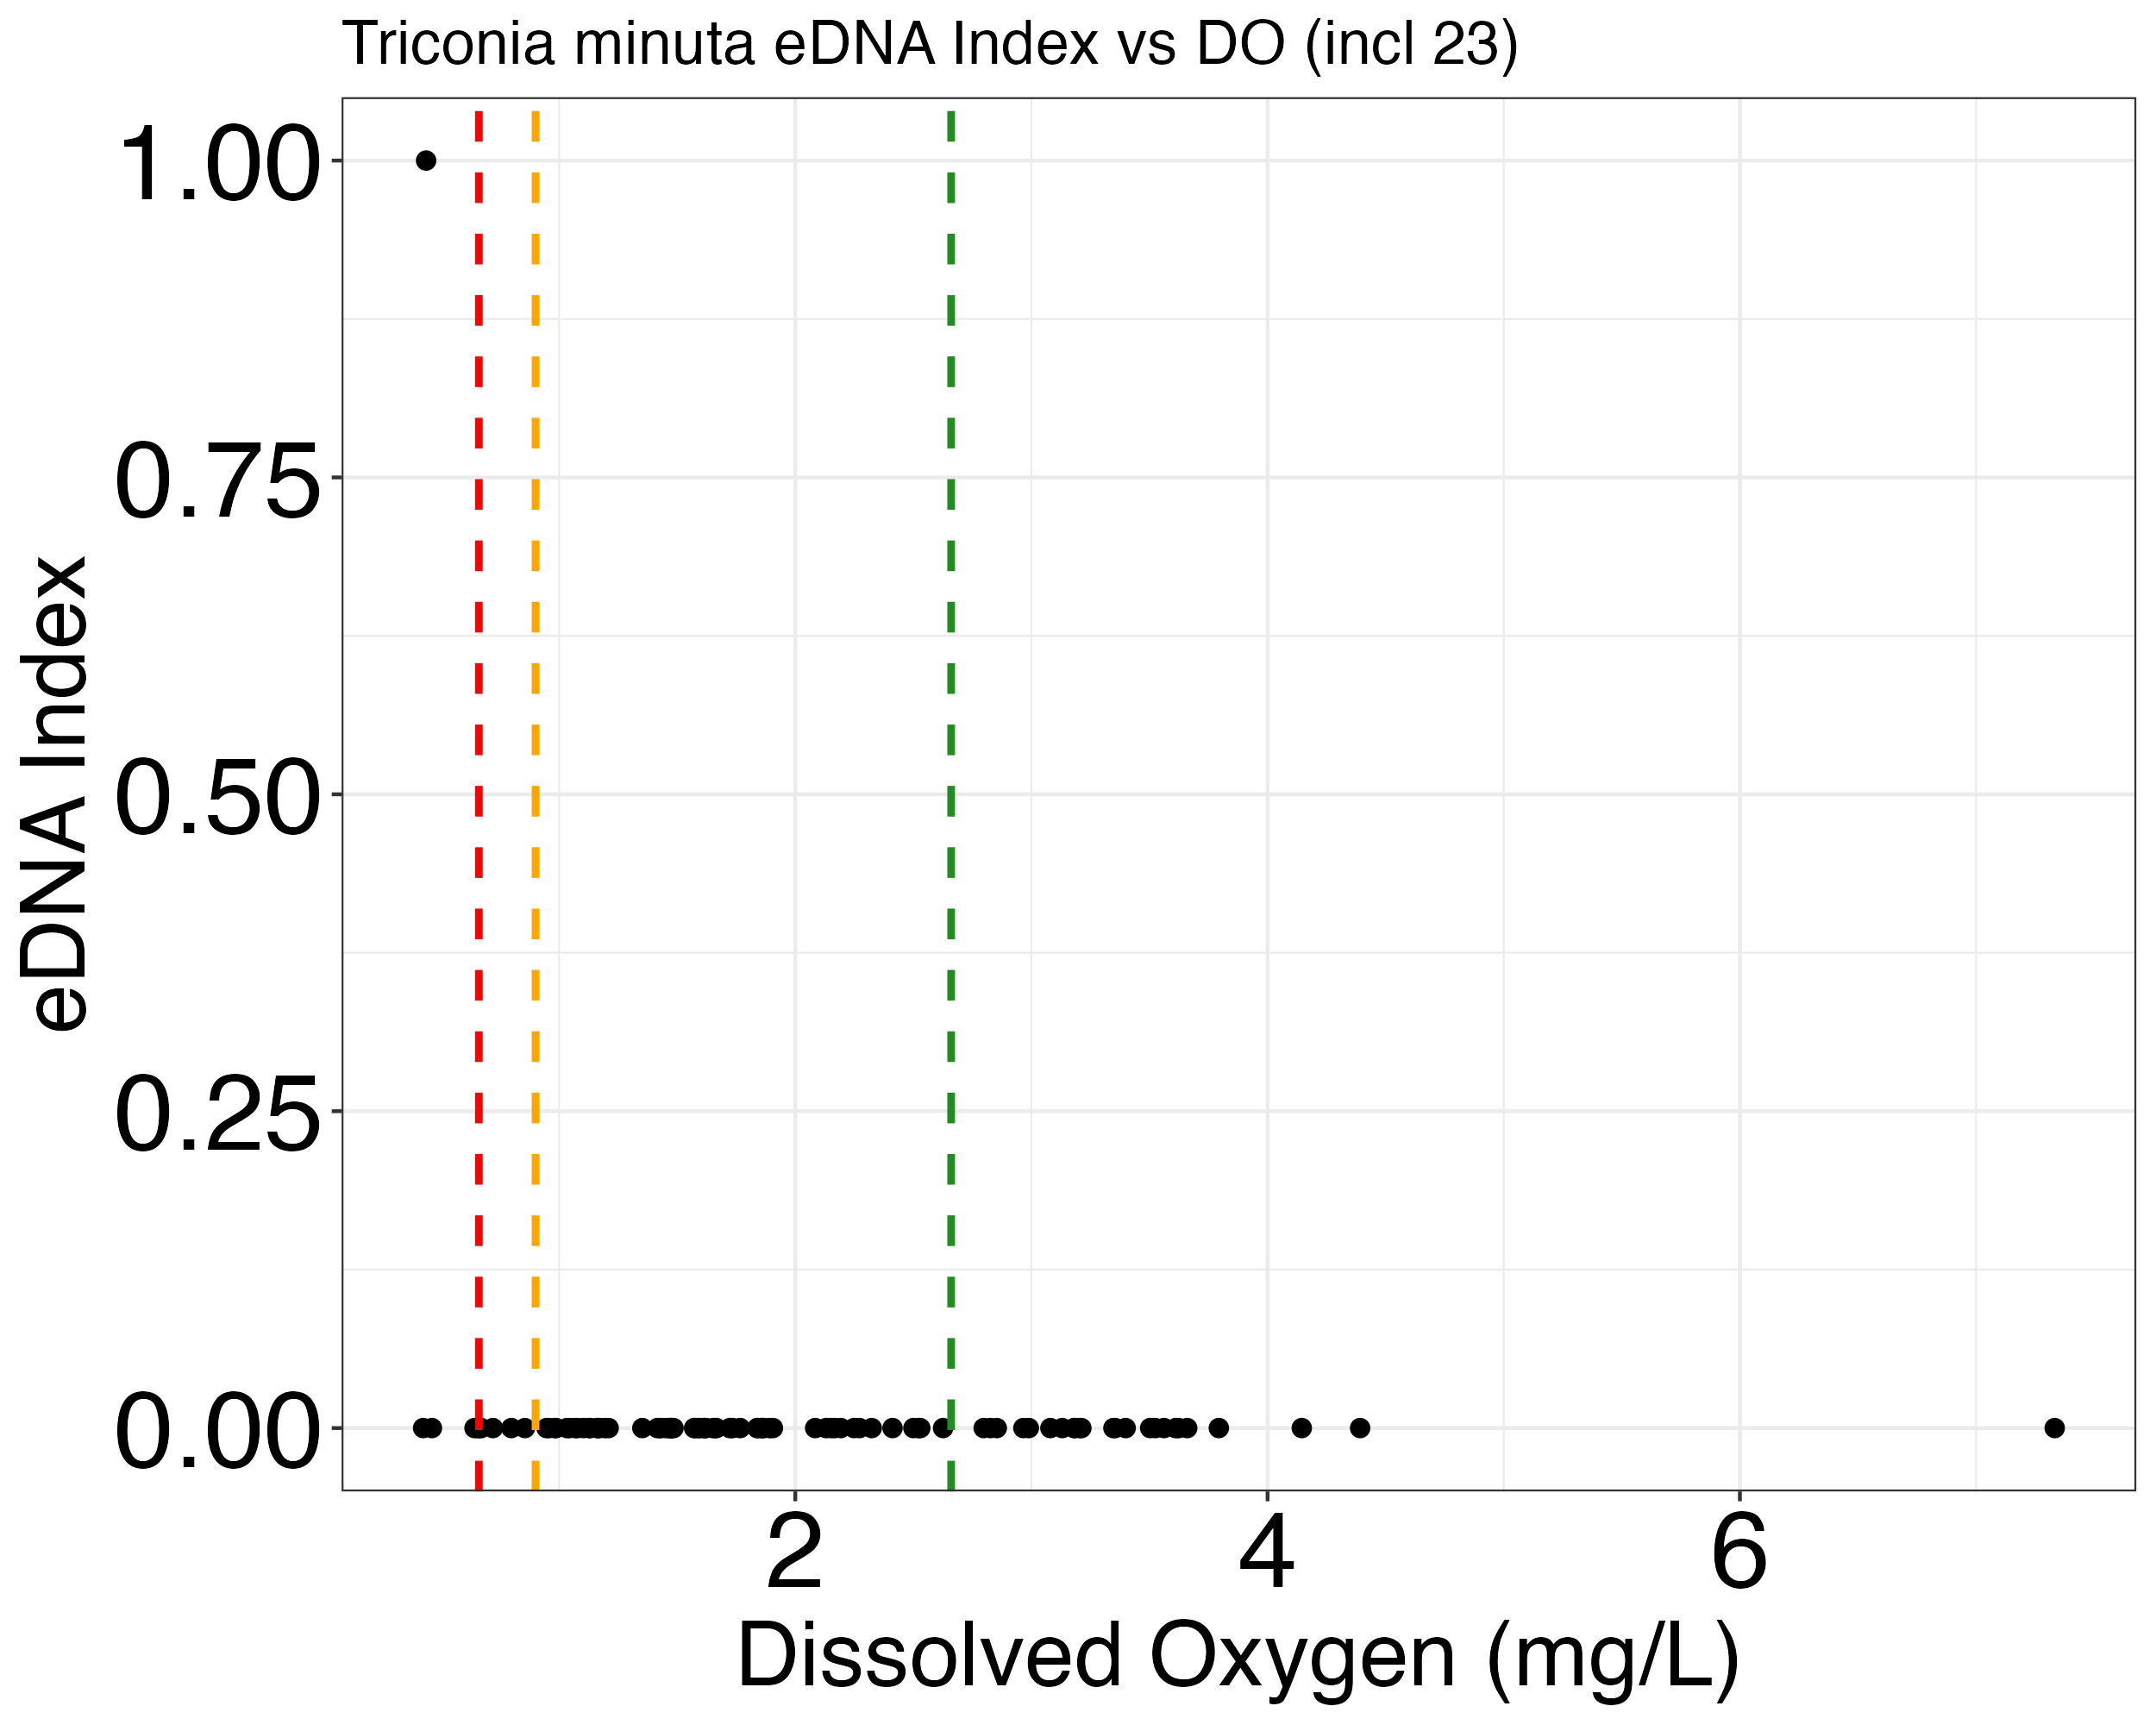 Triconia minuta eDNA Index vs DO (incl 23)
1.00
0.75
0.50
0.25
0.00
eDNA Index
2 4 6
Dissolved Oxygen (mg/L)